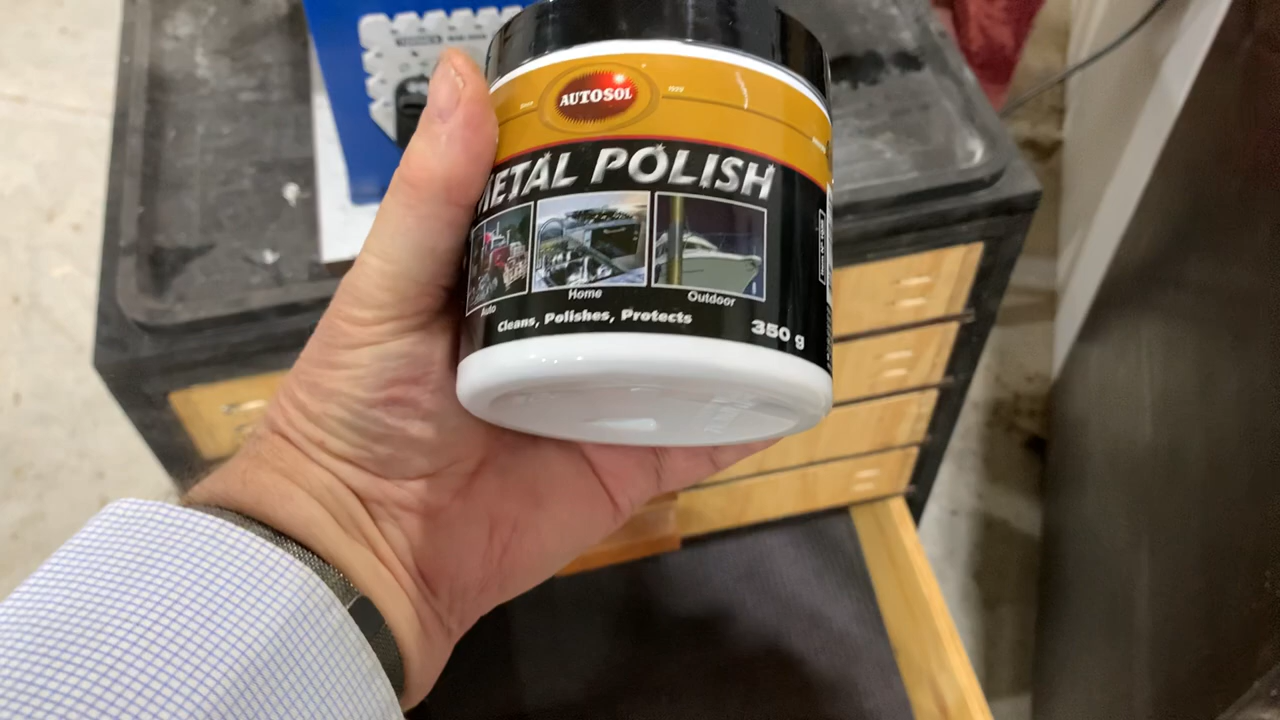 AUTOSOL
METAL POLISH
Auto
Home
Outdoor
Cleans, Polishes, Protects
350 g